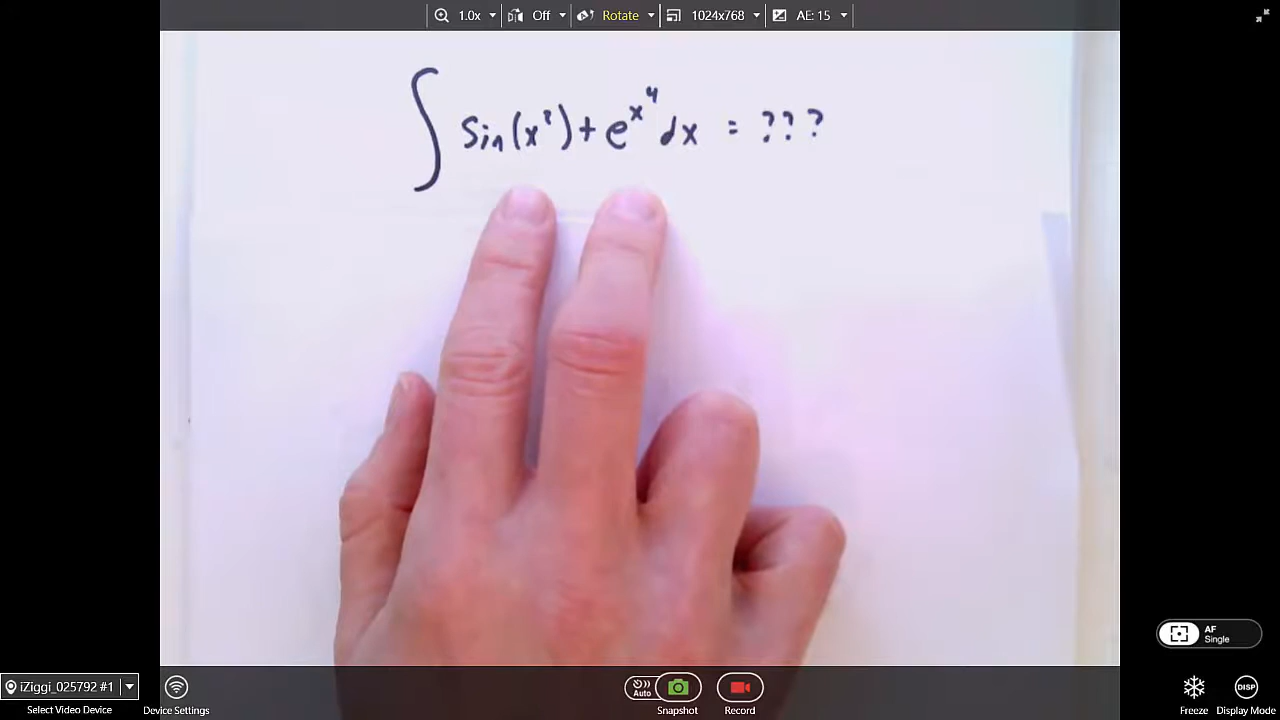 1.0x Off Rotate 1024x768 AE: 15
∫ sin(x²) + e^x^4 dx = ???
AF
Single
iZiggi_025792 #1
Select Video Device
Device Settings
Auto
Snapshot
Record
Freeze
Display Mode
DISP